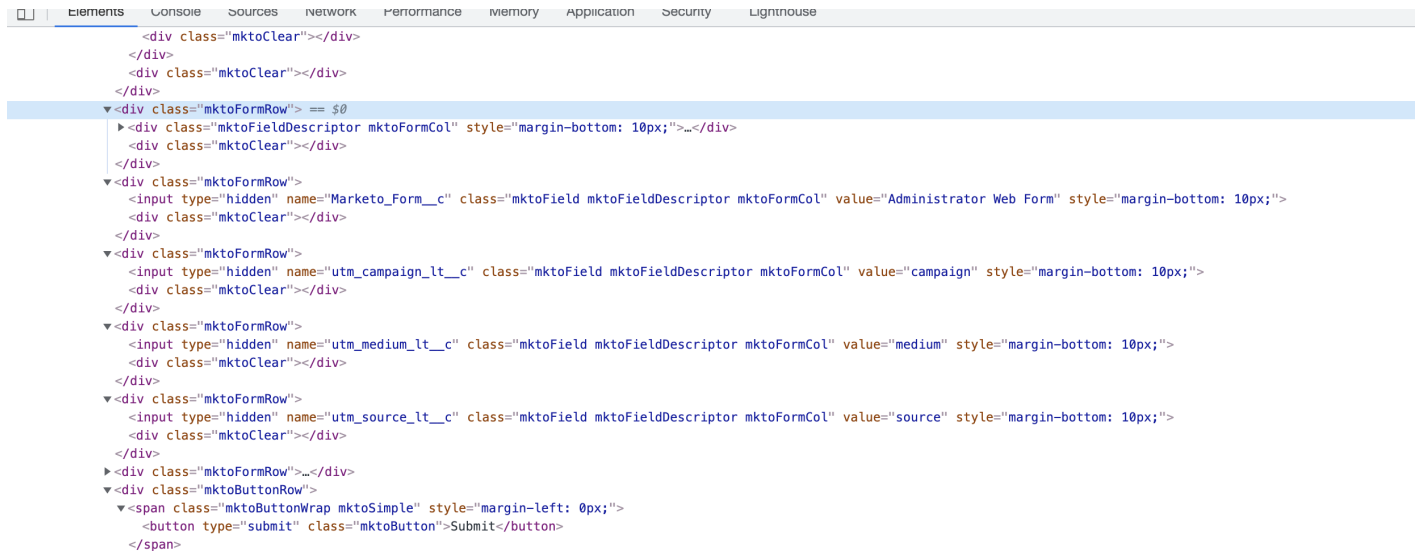 Elements Console Sources Network Performance Memory Application Security Lighthouse
<div class="mktoClear"></div>
</div>
<div class="mktoClear"></div>
</div>
▼<div class="mktoFormRow"> == $0
▶<div class="mktoFieldDescriptor mktoFormCol" style="margin-bottom: 10px;">…</div>
<div class="mktoClear"></div>
</div>
▼<div class="mktoFormRow">
<input type="hidden" name="Marketo_Form__c" class="mktoField mktoFieldDescriptor mktoFormCol" value="Administrator Web Form" style="margin-bottom: 10px;">
<div class="mktoClear"></div>
</div>
▼<div class="mktoFormRow">
<input type="hidden" name="utm_campaign_lt__c" class="mktoField mktoFieldDescriptor mktoFormCol" value="campaign" style="margin-bottom: 10px;">
<div class="mktoClear"></div>
</div>
▼<div class="mktoFormRow">
<input type="hidden" name="utm_medium_lt__c" class="mktoField mktoFieldDescriptor mktoFormCol" value="medium" style="margin-bottom: 10px;">
<div class="mktoClear"></div>
</div>
▼<div class="mktoFormRow">
<input type="hidden" name="utm_source_lt__c" class="mktoField mktoFieldDescriptor mktoFormCol" value="source" style="margin-bottom: 10px;">
<div class="mktoClear"></div>
</div>
▶<div class="mktoFormRow">…</div>
▼<div class="mktoButtonRow">
▼<span class="mktoButtonWrap mktoSimple" style="margin-left: 0px;">
<button type="submit" class="mktoButton">Submit</button>
</span>